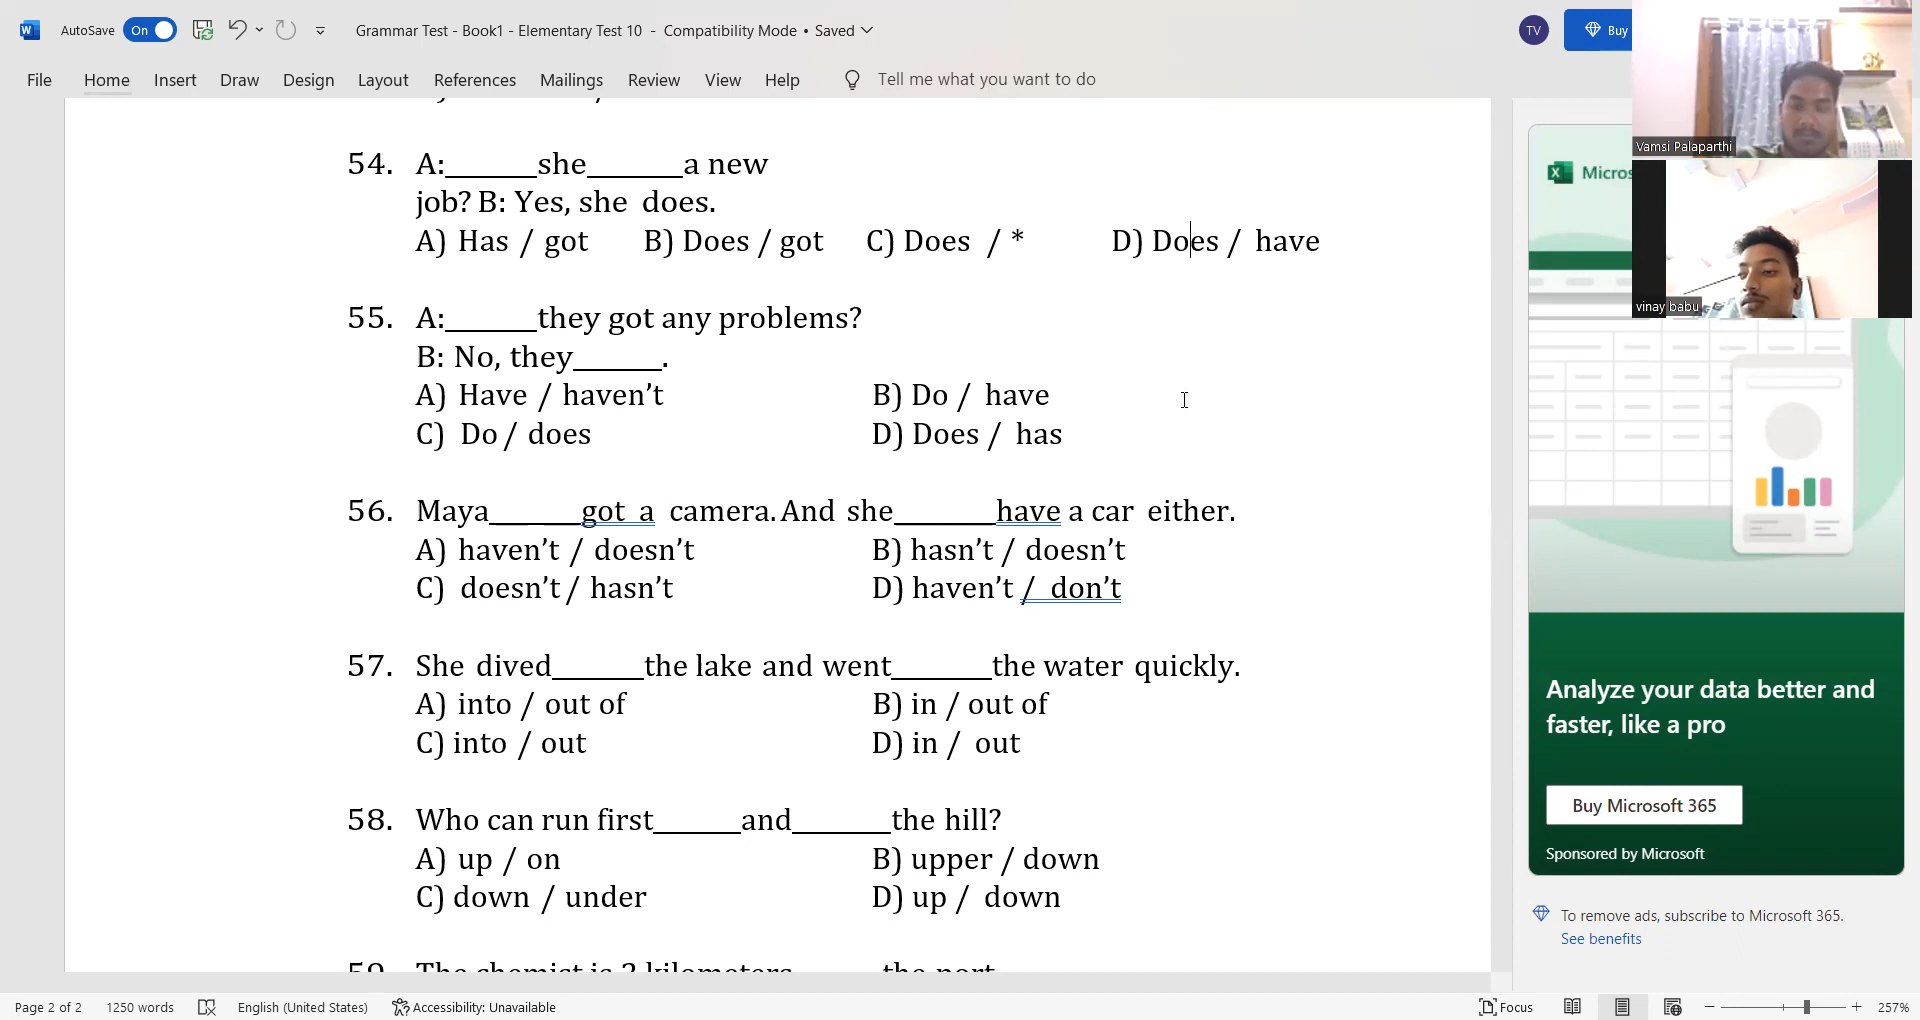 AutoSave On Grammar Test - Book1 - Elementary Test 10 - Compatibility Mode • Saved TV Buy
File Home Insert Draw Design Layout References Mailings Review View Help Tell me what you want to do
54. A:______she______a new
job? B: Yes, she does.
A) Has / got B) Does / got C) Does / * D) Does / have
55. A:______they got any problems?
B: No, they______.
A) Have / haven’t B) Do / have
C) Do / does D) Does / has
56. Maya______got a camera. And she______have a car either.
A) haven’t / doesn’t B) hasn’t / doesn’t
C) doesn’t / hasn’t D) haven’t / don’t
57. She dived______the lake and went______the water quickly.
A) into / out of B) in / out of
C) into / out D) in / out
58. Who can run first______and______the hill?
A) up / on B) upper / down
C) down / under D) up / down
59. The chemist is 3 kilometers______the port.
Vamsi Palaparthi
vinay babu
Analyze your data better and
faster, like a pro
Buy Microsoft 365
Sponsored by Microsoft
To remove ads, subscribe to Microsoft 365.
See benefits
Page 2 of 2 1250 words English (United States) Accessibility: Unavailable Focus 257%